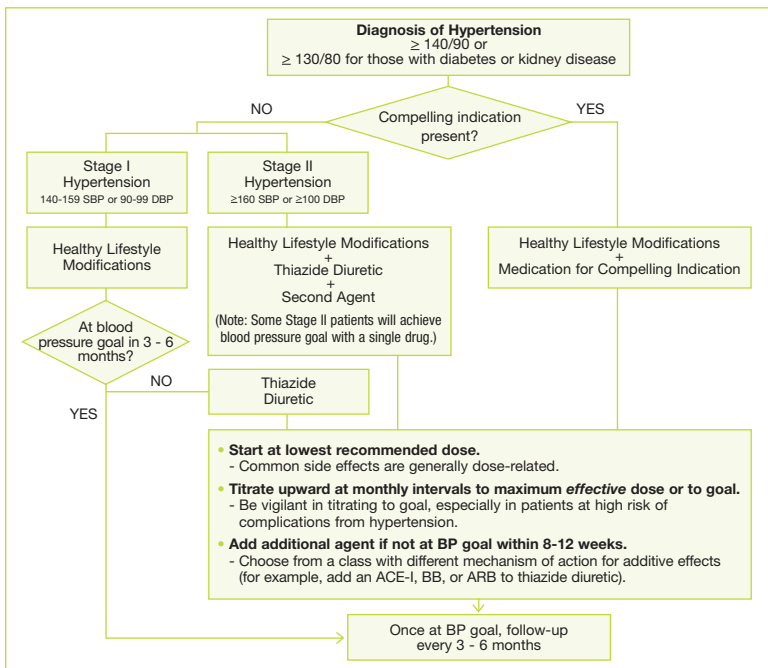 Diagnosis of Hypertension
≥ 140/90 or
≥ 130/80 for those with diabetes or kidney disease
NO
YES
Compelling indication
present?
Stage I
Hypertension
140-159 SBP or 90-99 DBP
Stage II
Hypertension
≥160 SBP or ≥100 DBP
Healthy Lifestyle
Modifications
Healthy Lifestyle Modifications
+
Thiazide Diuretic
+
Second Agent
(Note: Some Stage II patients will achieve
blood pressure goal with a single drug.)
Healthy Lifestyle Modifications
+
Medication for Compelling Indication
At blood
pressure goal in 3 - 6
months?
NO
YES
Thiazide
Diuretic
• Start at lowest recommended dose.
- Common side effects are generally dose-related.
• Titrate upward at monthly intervals to maximum effective dose or to goal.
- Be vigilant in titrating to goal, especially in patients at high risk of
complications from hypertension.
• Add additional agent if not at BP goal within 8-12 weeks.
- Choose from a class with different mechanism of action for additive effects
(for example, add an ACE-I, BB, or ARB to thiazide diuretic).
Once at BP goal, follow-up
every 3 - 6 months